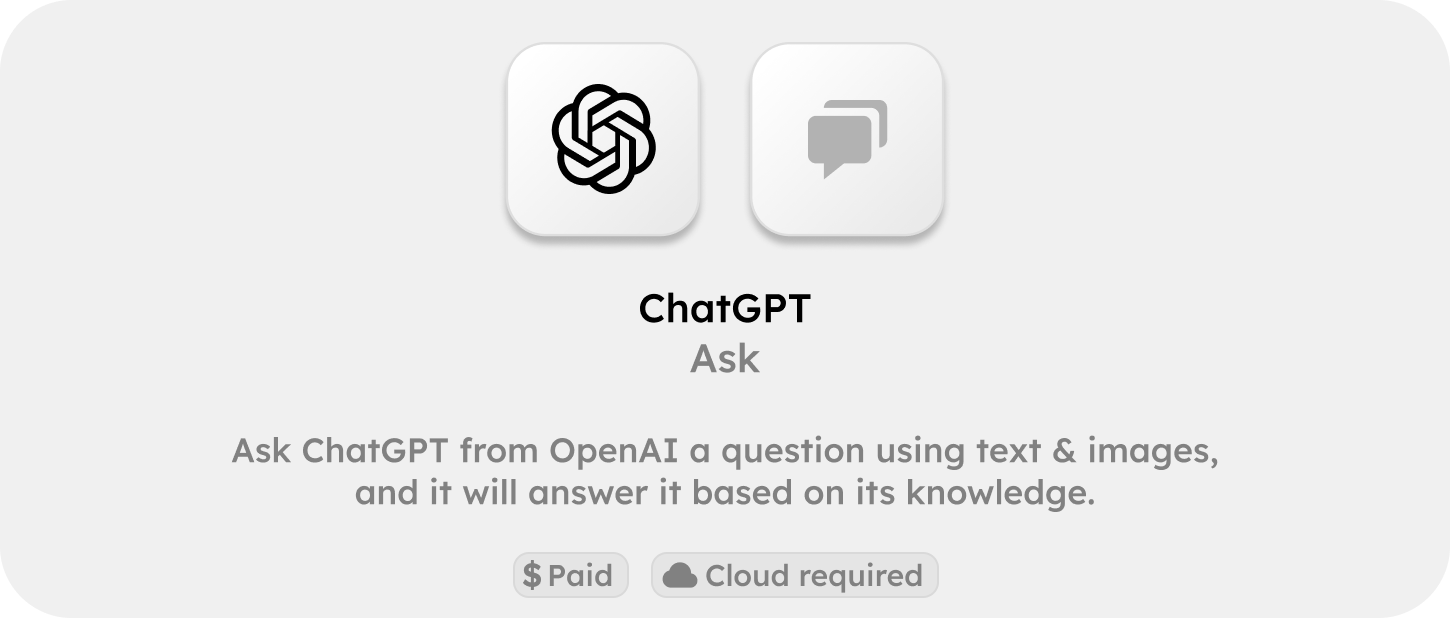 ChatGPT
Ask
Ask ChatGPT from OpenAI a question using text & images,
and it will answer it based on its knowledge.
$ Paid
Cloud required